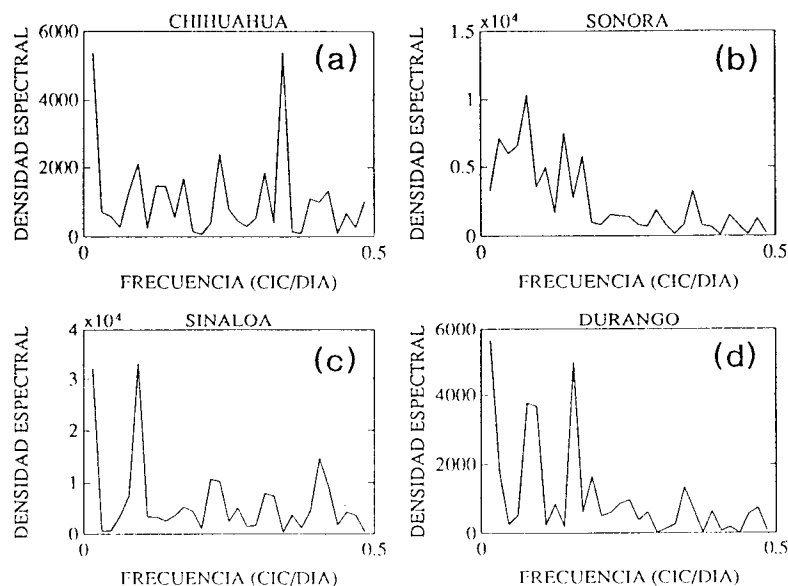 CHIHUAHUA
(a)
DENSIDAD ESPECTRAL
6000
4000
2000
0
0
0.5
FRECUENCIA (CIC/DIA)
SONORA
(b)
x10⁴
DENSIDAD ESPECTRAL
1.5
1
0.5
0
0
0.5
FRECUENCIA (CIC/DIA)
SINALOA
(c)
x10⁴
DENSIDAD ESPECTRAL
4
3
2
1
0
0
0.5
FRECUENCIA (CIC/DIA)
DURANGO
(d)
DENSIDAD ESPECTRAL
6000
4000
2000
0
0
0.5
FRECUENCIA (CIC/DIA)